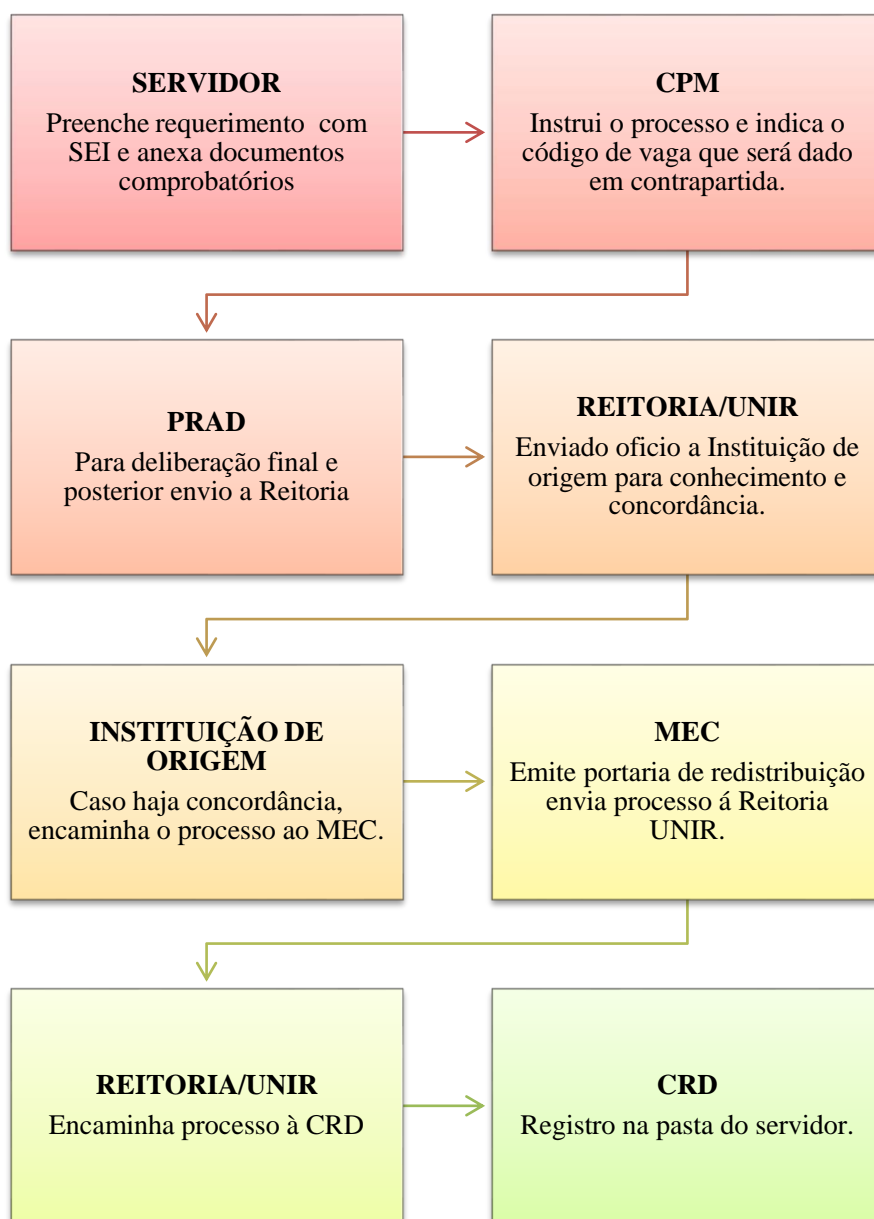 SERVIDOR
Preenche requerimento com
SEI e anexa documentos
comprobatórios
CPM
Instrui o processo e indica o
código de vaga que será dado
em contrapartida.
PRAD
Para deliberação final e
posterior envio a Reitoria
REITORIA/UNIR
Enviado oficio a Instituição de
origem para conhecimento e
concordância.
INSTITUIÇÃO DE
ORIGEM
Caso haja concordância,
encaminha o processo ao MEC.
MEC
Emite portaria de redistribuição
envia processo á Reitoria
UNIR.
REITORIA/UNIR
Encaminha processo à CRD
CRD
Registro na pasta do servidor.